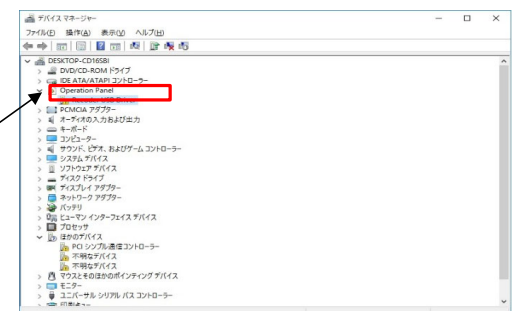 デバイス マネージャー
ファイル(F) 操作(A) 表示(V) ヘルプ(H)
DESKTOP-CD16SBI
DVD/CD-ROM ドライブ
IDE ATA/ATAPI コントローラー
Operation Panel
PCMCIA アダプター
オーディオの入力および出力
キーボード
コンピューター
サウンド、ビデオ、およびゲーム コントローラー
システム デバイス
ソフトウェア デバイス
ディスク ドライブ
ディスプレイ アダプター
ネットワーク アダプター
バッテリ
ヒューマン インターフェイス デバイス
プロセッサ
ほかのデバイス
PCI シンプル通信コントローラー
不明なデバイス
不明なデバイス
マウスとそのほかのポインティング デバイス
モニター
ユニバーサル シリアル バス コントローラー